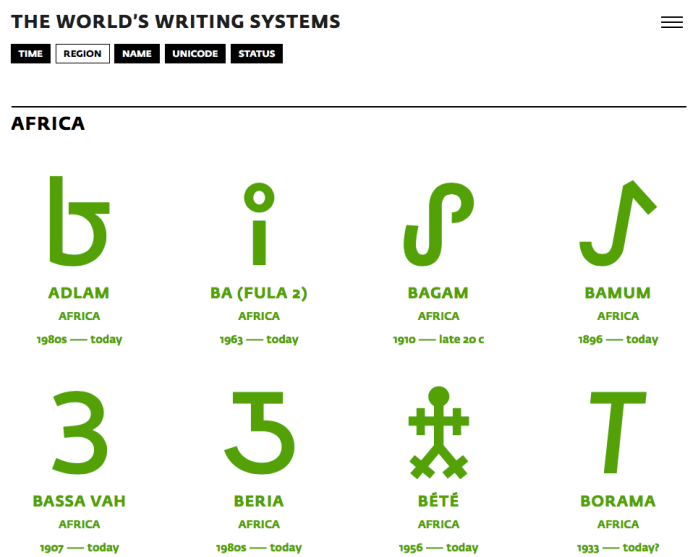 THE WORLD'S WRITING SYSTEMS
TIME REGION NAME UNICODE STATUS
AFRICA
ADLAM BA (FULA 2) BAGAM BAMUM
AFRICA AFRICA AFRICA AFRICA
1980s — today 1963 — today 1910 — late 20 c 1896 — today
BASSA VAH BERIA BÉTÉ BORAMA
AFRICA AFRICA AFRICA AFRICA
1907 — today 1980s — today 1956 — today 1933 — today?